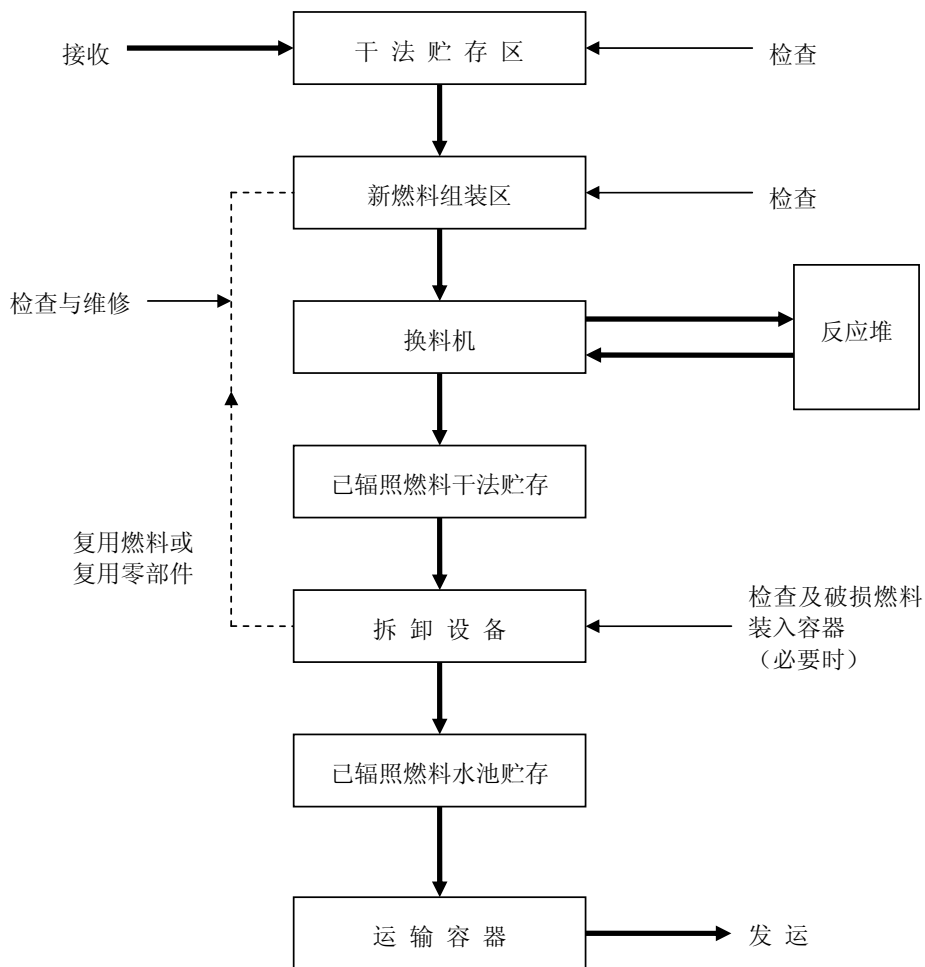 接收
干法贮存区
检查
新燃料组装区
检查
检查与维修
换料机
反应堆
已辐照燃料干法贮存
复用燃料或
复用零部件
拆卸设备
检查及破损燃料
装入容器
（必要时）
已辐照燃料水池贮存
运输容器
发运